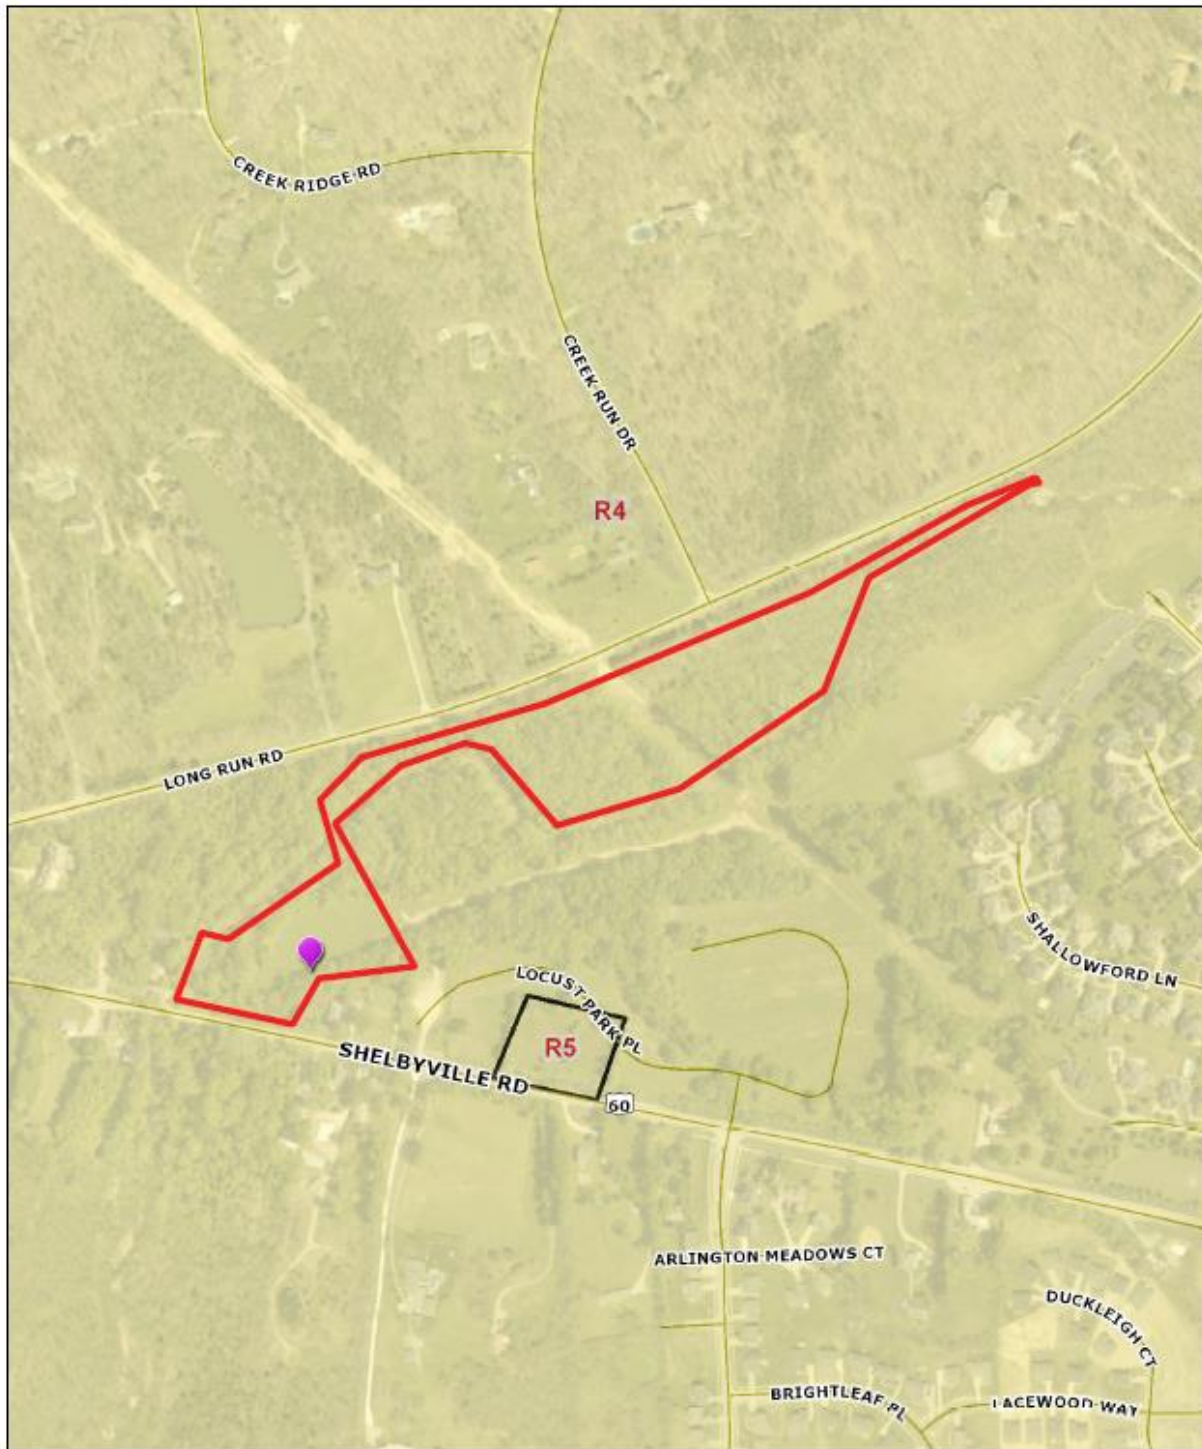 CREEK RIDGE RD
CREEK RUN DR
R4
LONG RUN RD
SHALLOWFORD LN
LOCUST PARK PL
R5
SHELBYVILLE RD
60
ARLINGTON MEADOWS CT
DUCKLEIGH CT
BRIGHTLEAF PL
LACEWOOD WAY